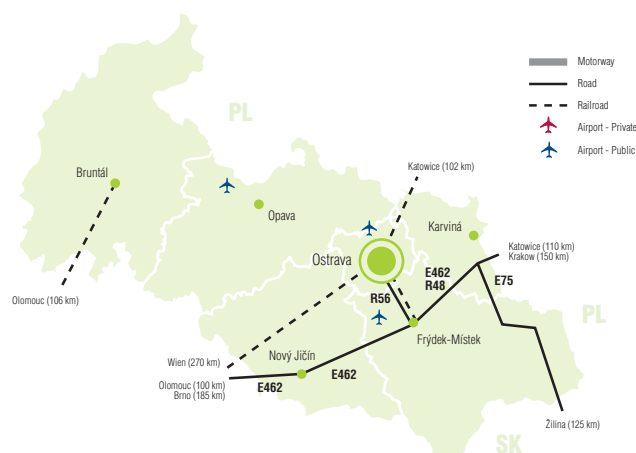 Motorway
Road
Railroad
Airport - Private
Airport - Public
PL
Katowice (102 km)
Bruntál
Opava
Karviná
Ostrava
Katowice (110 km)
Krakow (150 km)
E462
R48
E75
R56
Olomouc (106 km)
PL
Frýdek-Místek
Nový Jičín
Wien (270 km)
E462
Olomouc (100 km)
Brno (185 km)
E462
Žilina (125 km)
SK